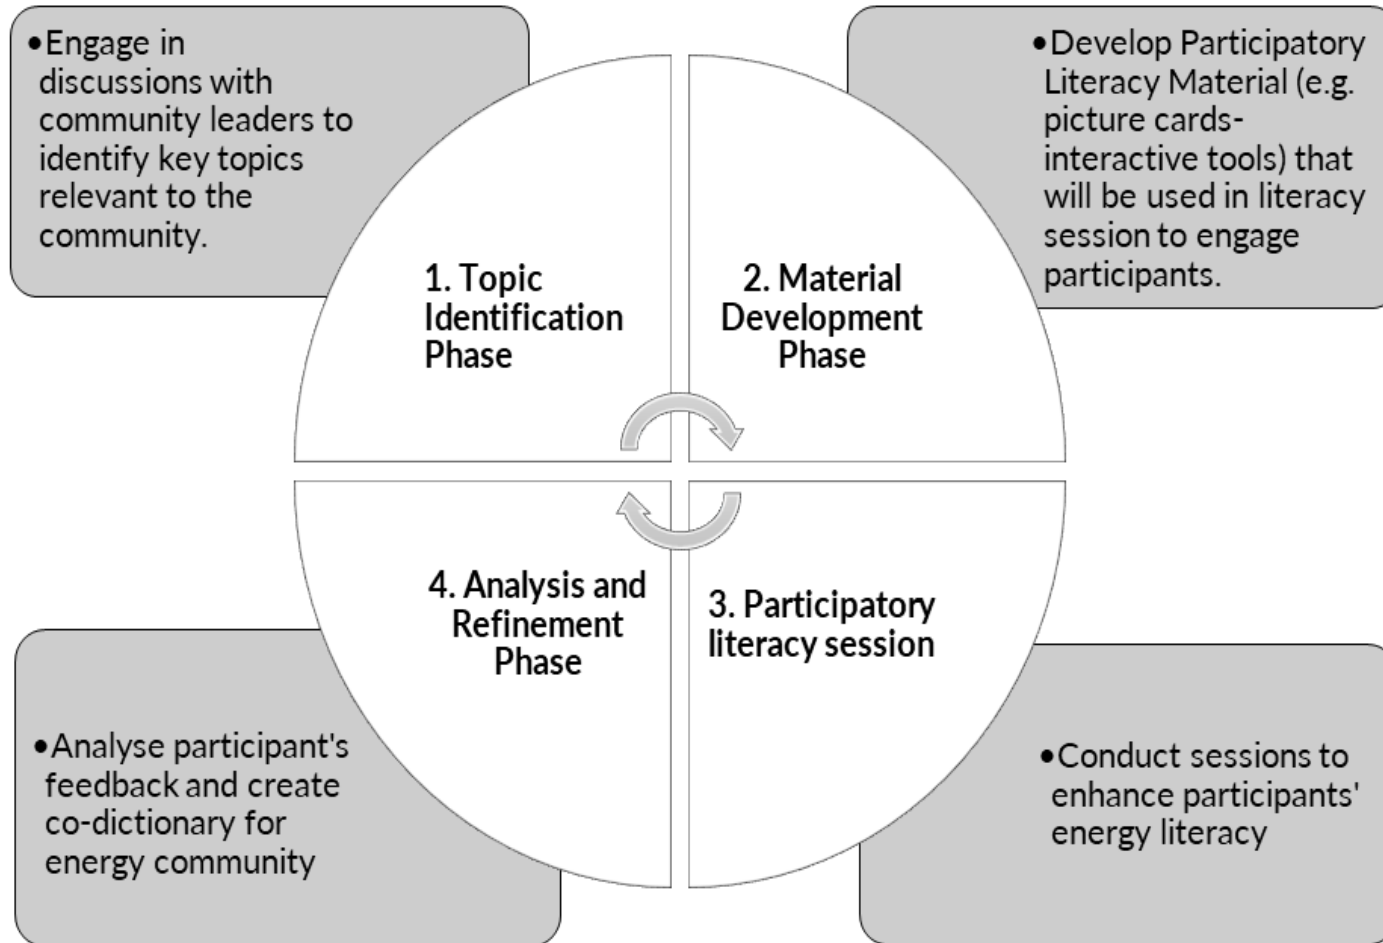 •Engage in
discussions with
community leaders to
identify key topics
relevant to the
community.
1. Topic
Identification
Phase
•Develop Participatory
Literacy Material (e.g.
picture cards-
interactive tools) that
will be used in literacy
session to engage
participants.
2. Material
Development
Phase
3. Participatory
literacy session
•Conduct sessions to
enhance participants'
energy literacy
4. Analysis and
Refinement
Phase
•Analyse participant's
feedback and create
co-dictionary for
energy community